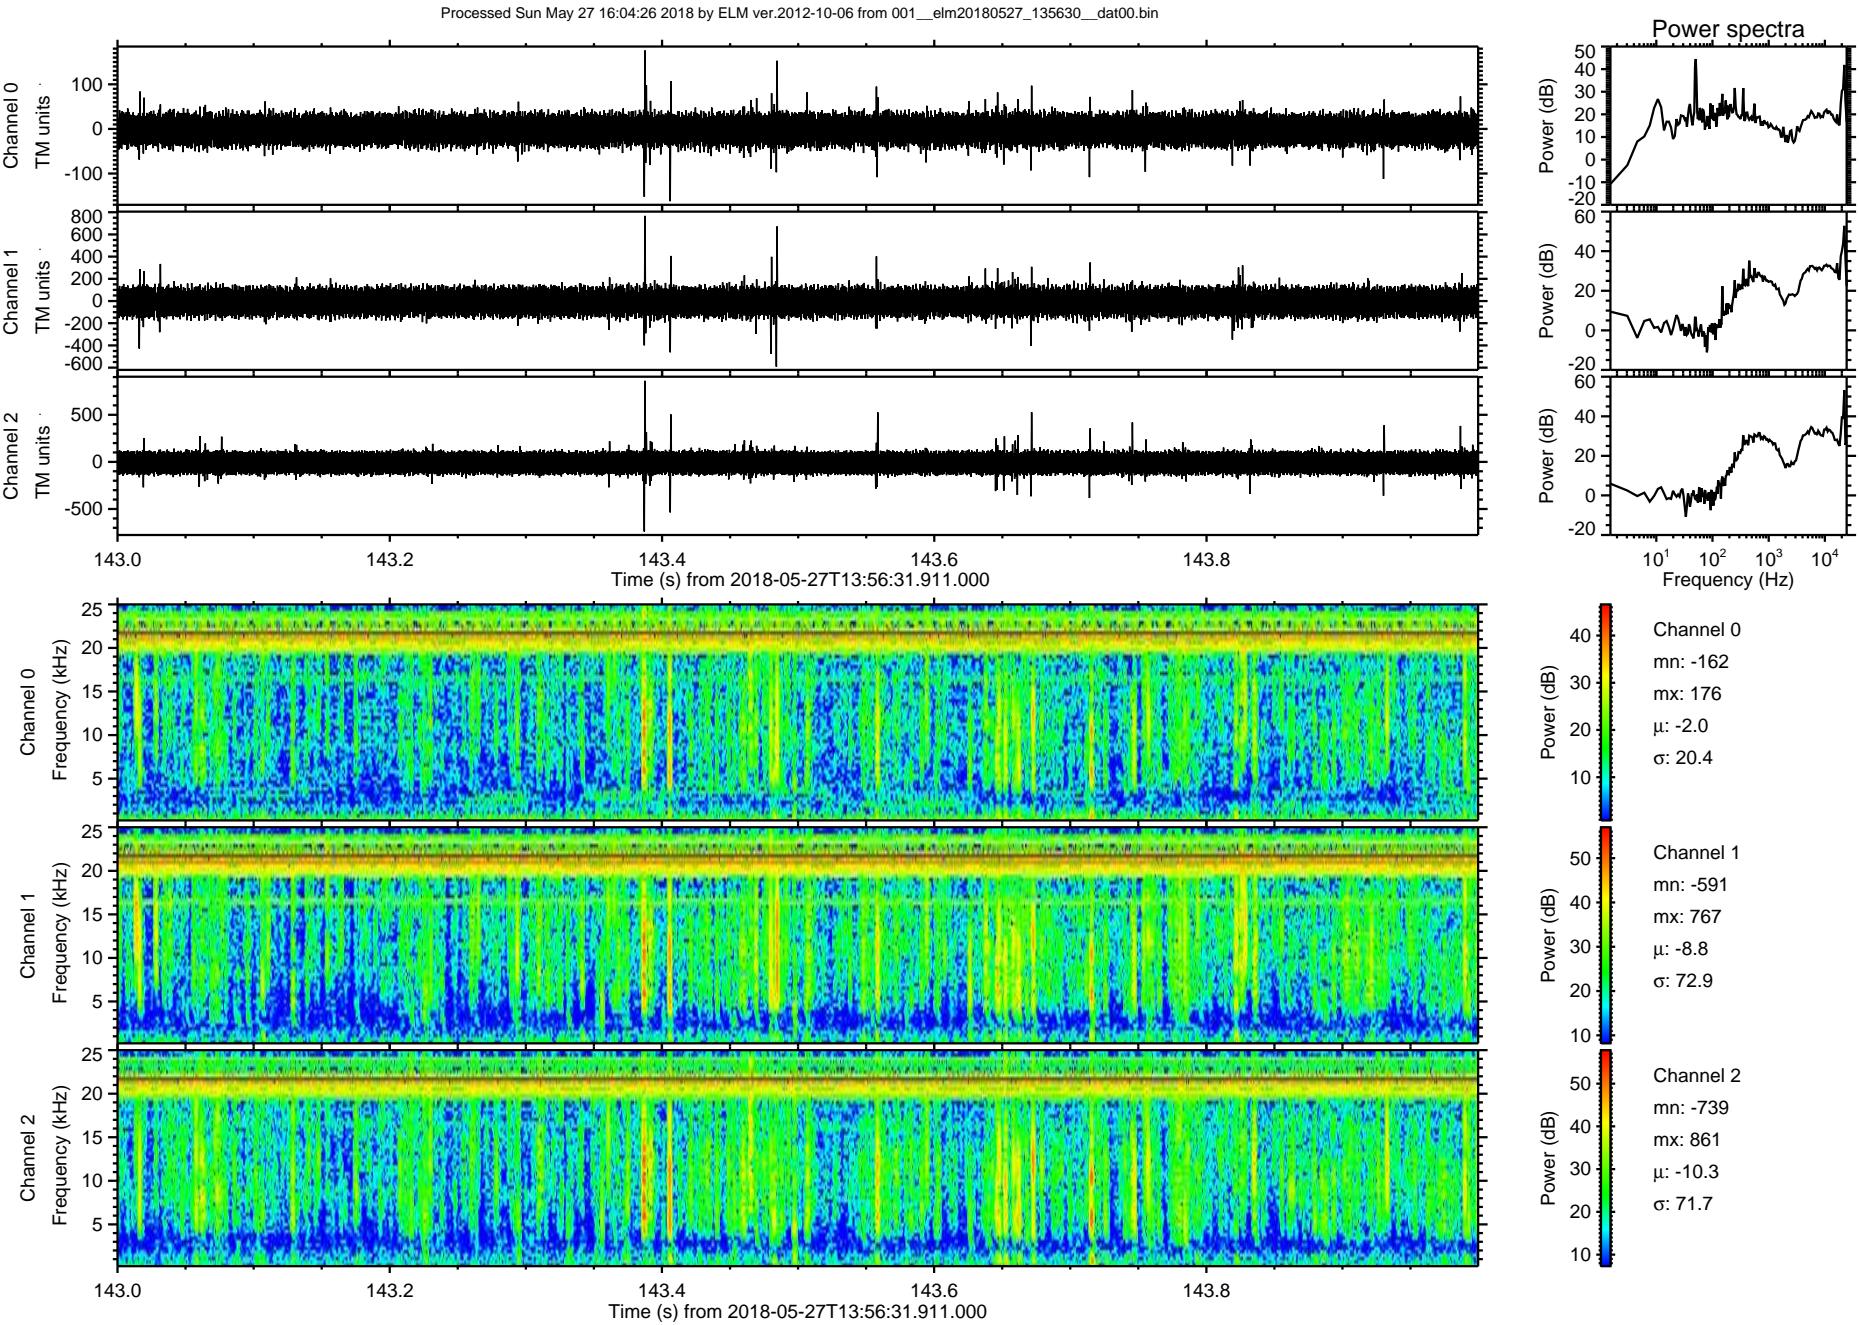 Processed Sun May 27 16:04:26 2018 by ELM ver.2012-10-06 from 001__elm20180527_135630__dat00.bin
Power spectra
Channel 0
TM units
100
0
-100
Power (dB)
50
40
30
20
10
0
-10
-20
Channel 1
TM units
800
600
400
200
0
-200
-400
-600
Power (dB)
60
40
20
0
-20
Channel 2
TM units
500
0
-500
Power (dB)
60
40
20
0
-20
143.0 143.2 143.4 143.6 143.8
Time (s) from 2018-05-27T13:56:31.911.000
10¹ 10² 10³ 10⁴
Frequency (Hz)
Channel 0
Frequency (kHz)
25
20
15
10
5
Power (dB)
40
30
20
10
Channel 0
mn: -162
mx: 176
μ: -2.0
σ: 20.4
Channel 1
Frequency (kHz)
25
20
15
10
5
Power (dB)
50
40
30
20
10
Channel 1
mn: -591
mx: 767
μ: -8.8
σ: 72.9
Channel 2
Frequency (kHz)
25
20
15
10
5
Power (dB)
50
40
30
20
10
Channel 2
mn: -739
mx: 861
μ: -10.3
σ: 71.7
143.0 143.2 143.4 143.6 143.8
Time (s) from 2018-05-27T13:56:31.911.000